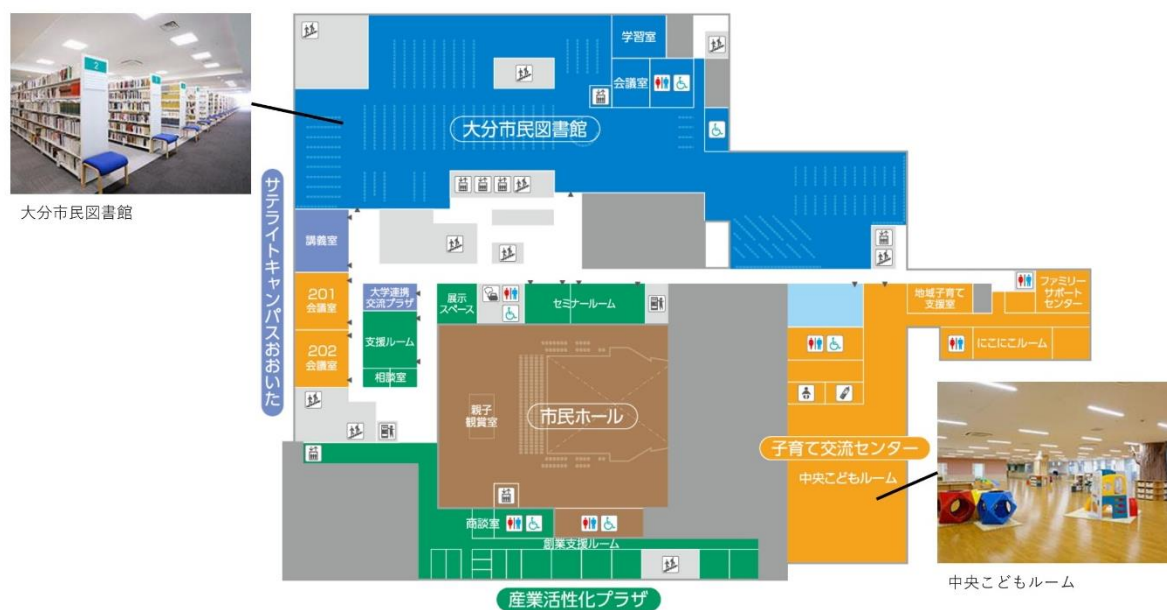 大分市民図書館
学習室
会議室
大分市民図書館
サテライトキャンパスおおいた
講義室
201
会議室
202
会議室
大学連携
交流プラザ
支援ルーム
相談室
展示
スペース
セミナールーム
親子
観賞室
市民ホール
地域子育て
支援室
ファミリー
サポート
センター
にこにこルーム
子育て交流センター
中央こどもルーム
商談室
創業支援ルーム
産業活性化プラザ
中央こどもルーム